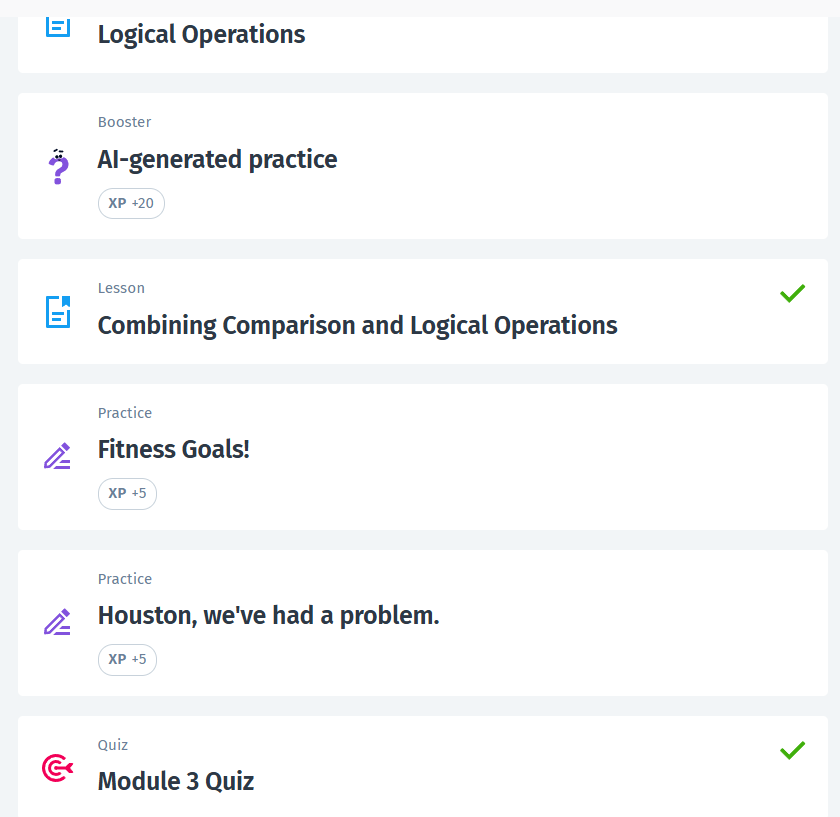 Logical Operations
Booster
AI-generated practice
XP +20
Lesson
Combining Comparison and Logical Operations
Practice
Fitness Goals!
XP +5
Practice
Houston, we've had a problem.
XP +5
Quiz
Module 3 Quiz